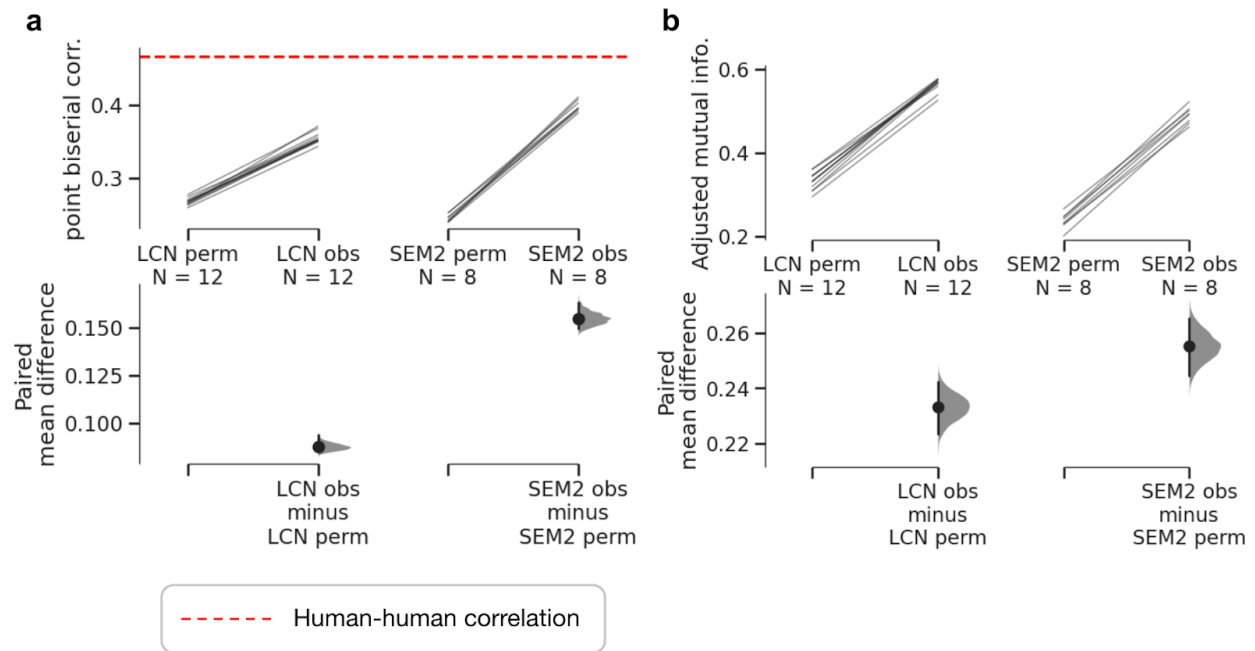 a
point biserial corr.
0.4
0.3
LCN perm
N = 12
LCN obs
N = 12
SEM2 perm
N = 8
SEM2 obs
N = 8
Paired
mean difference
0.150
0.125
0.100
LCN obs
minus
LCN perm
SEM2 obs
minus
SEM2 perm
b
Adjusted mutual info.
0.6
0.4
0.2
LCN perm
N = 12
LCN obs
N = 12
SEM2 perm
N = 8
SEM2 obs
N = 8
Paired
mean difference
0.26
0.24
0.22
LCN obs
minus
LCN perm
SEM2 obs
minus
SEM2 perm
Human-human correlation